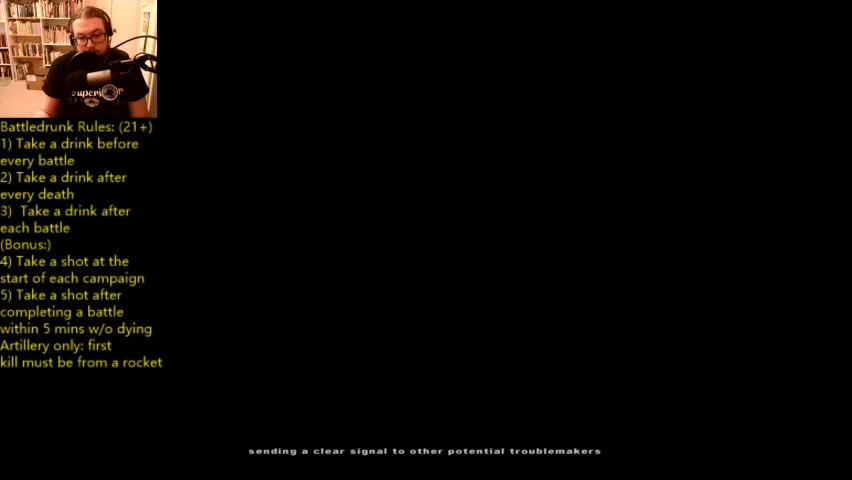 Superi
Battledrunk Rules: (21+)
1) Take a drink before
every battle
2) Take a drink after
every death
3)  Take a drink after
each battle
(Bonus:)
4) Take a shot at the
start of each campaign
5) Take a shot after
completing a battle
within 5 mins w/o dying
Artillery only: first
kill must be from a rocket
sending a clear signal to other potential troublemakers